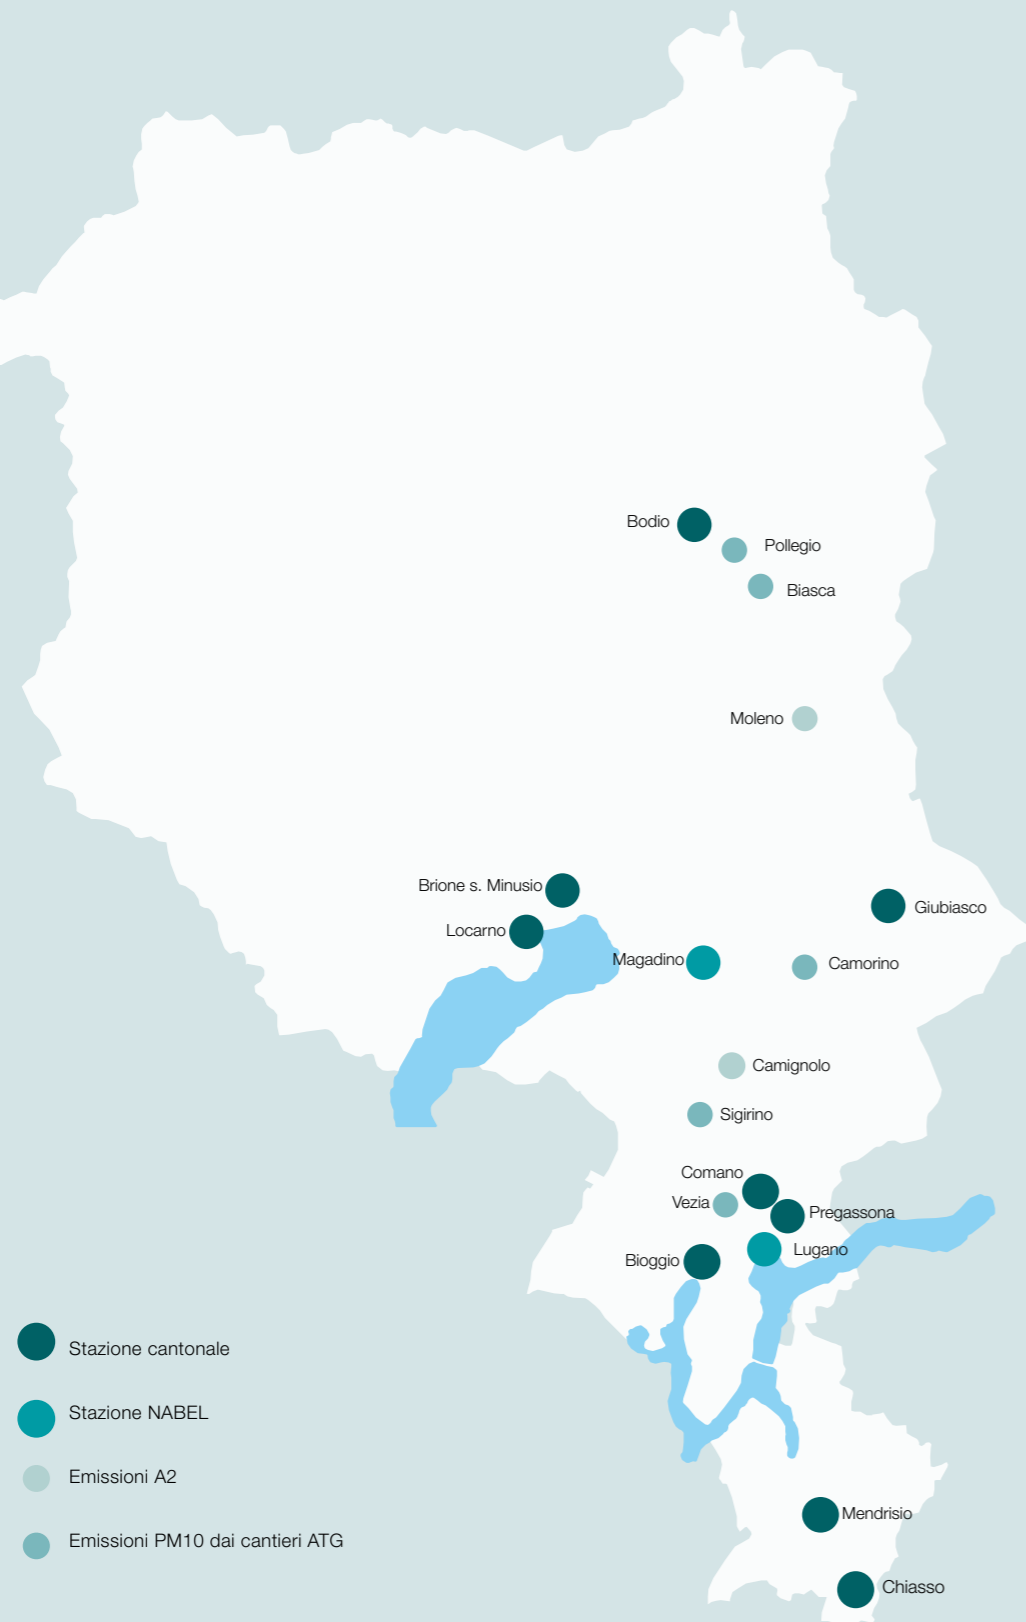 Bodio
Pollegio
Biasca
Moleno
Brione s. Minusio
Giubiasco
Locarno
Magadino
Camorino
Camignolo
Sigirino
Comano
Vezia
Pregassona
Lugano
Bioggio
Stazione cantonale
Stazione NABEL
Emissioni A2
Mendrisio
Emissioni PM10 dai cantieri ATG
Chiasso